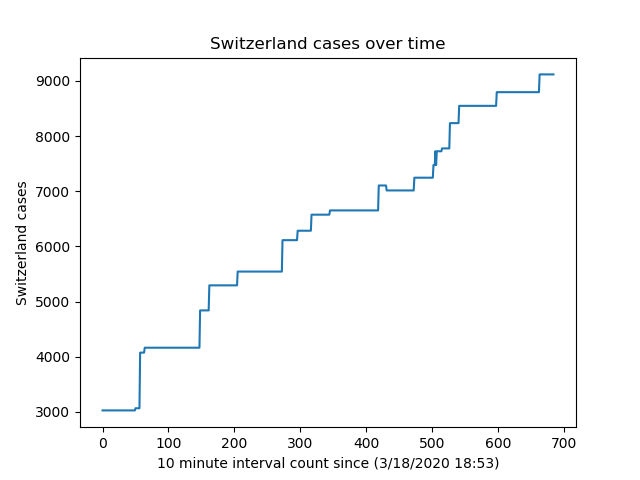 Switzerland cases over time
Switzerland cases
9000
8000
7000
6000
5000
4000
3000
0 100 200 300 400 500 600 700
10 minute interval count since (3/18/2020 18:53)